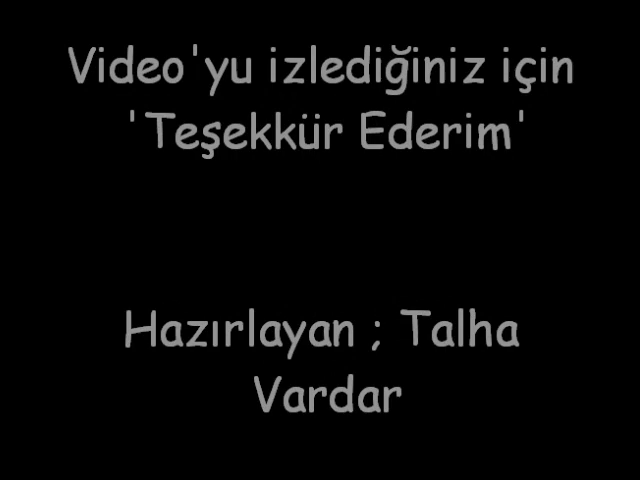 Video'yu izlediğiniz için
'Teşekkür Ederim'
Hazırlayan ; Talha
Vardar